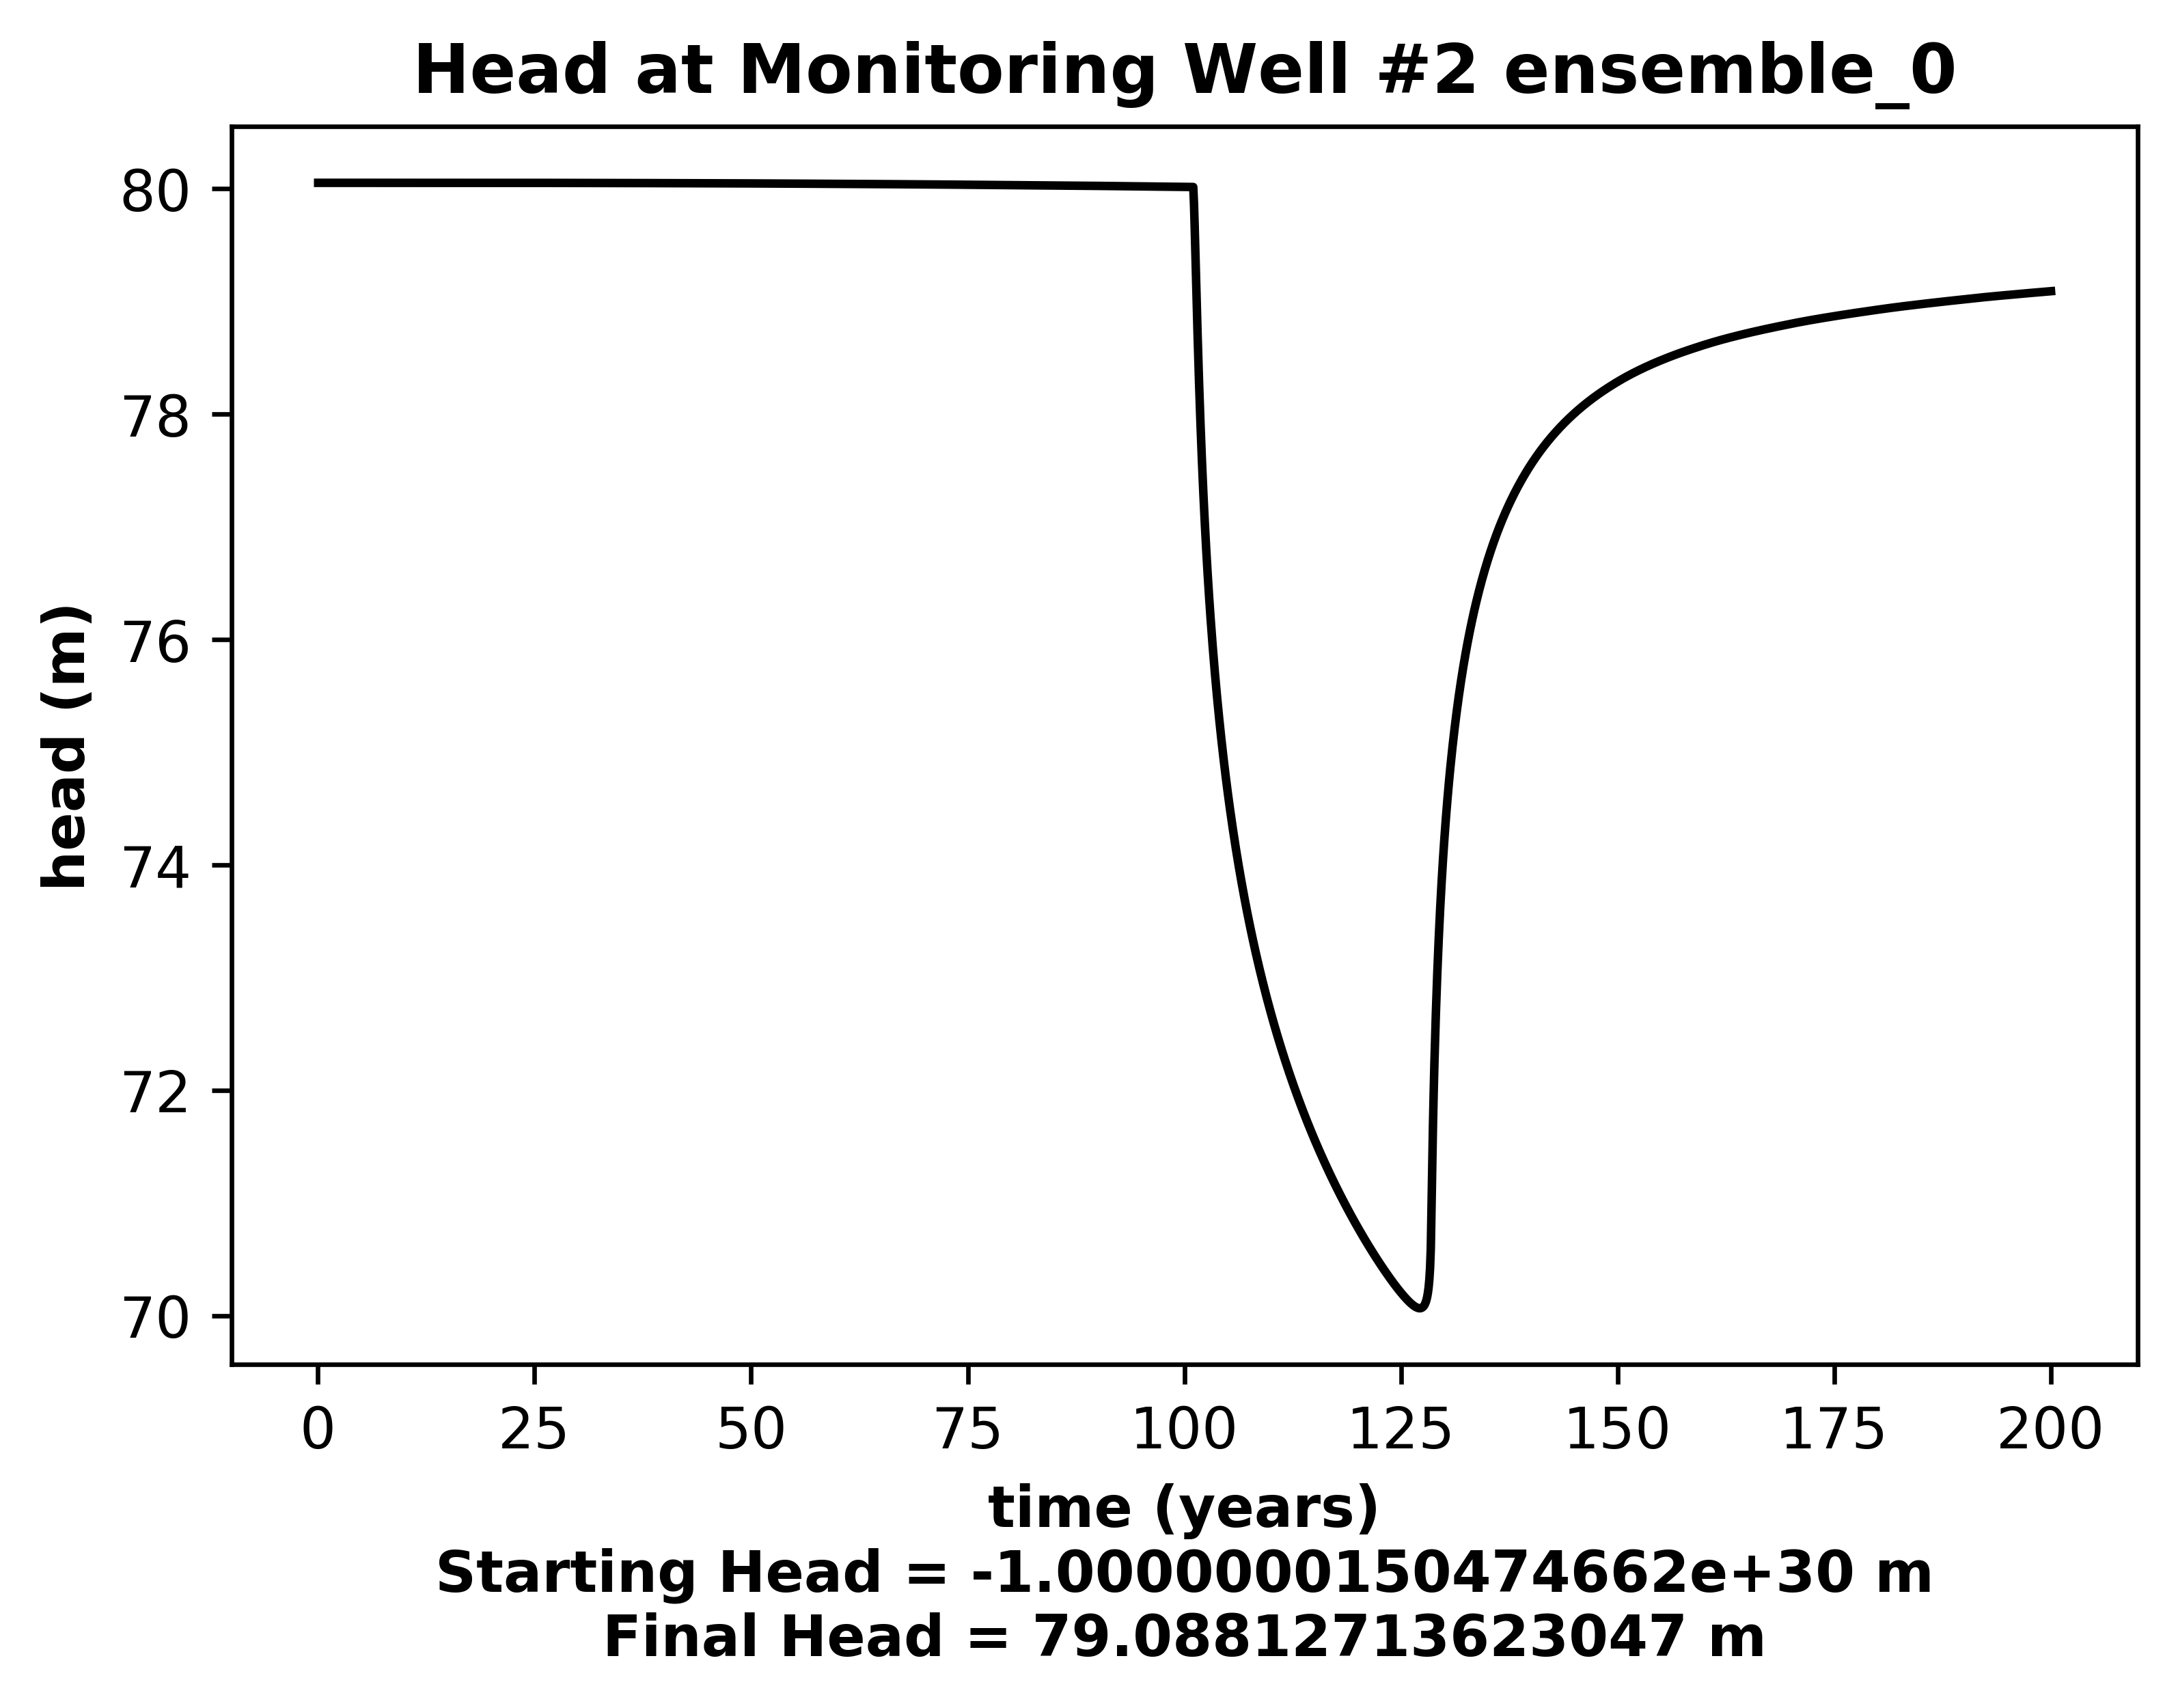 Head at Monitoring Well #2 ensemble_0
80
78
76
74
72
70
head (m)
0 25 50 75 100 125 150 175 200
time (years)
Starting Head = -1.0000000150474662e+30 m
Final Head = 79.08812713623047 m